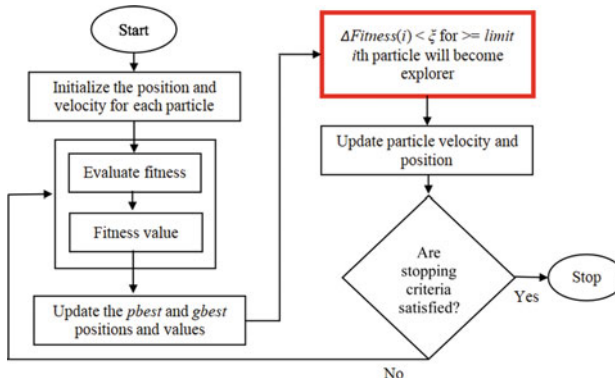 Start
Initialize the position and
velocity for each particle
Evaluate fitness
Fitness value
Update the pbest and gbest
positions and values
ΔFitness(i) < ξ for >= limit
ith particle will become
explorer
Update particle velocity and
position
Are
stopping
criteria
satisfied?
Yes
Stop
No